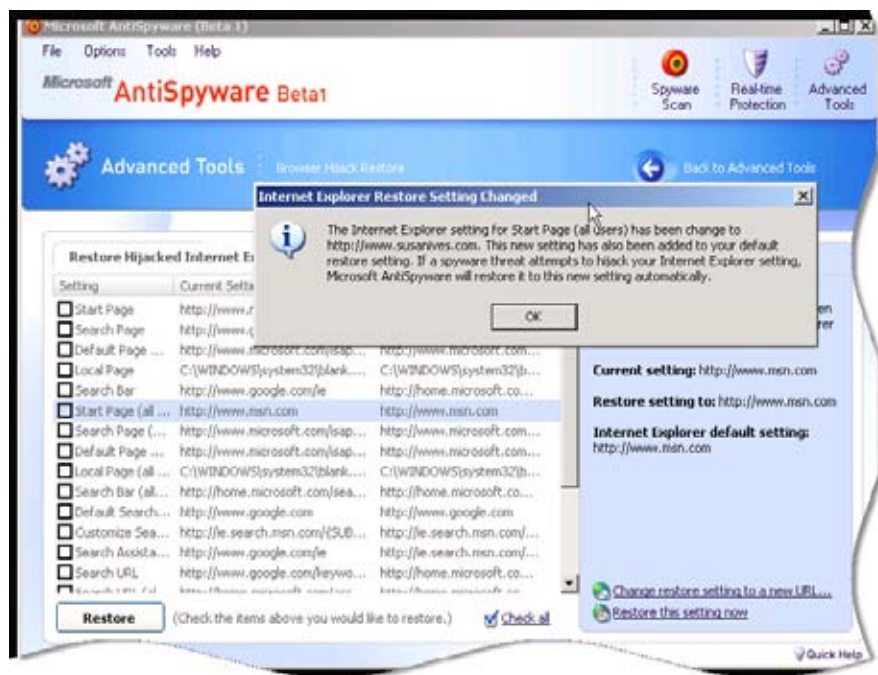 Microsoft AntiSpyware (Beta 1)
File Options Tools Help
Microsoft AntiSpyware Beta1
Spyware Scan
Real-time Protection
Advanced Tools
Advanced Tools
Browser Hijack Restore
Back to Advanced Tools
Internet Explorer Restore Setting Changed
The Internet Explorer setting for Start Page (all users) has been change to
http://www.susanives.com. This new setting has also been added to your default
restore setting. If a spyware threat attempts to hijack your Internet Explorer setting,
Microsoft AntiSpyware will restore it to this new setting automatically.
OK
Restore Hijacked Internet E
Setting Current Setti
Start Page http://www.
Search Page http://www.
Default Page ... http://www.microsoft.com/isap... http://www.microsoft.com...
Local Page C:\WINDOWS\system32\blank.... C:\WINDOWS\system32\b...
Search Bar http://www.google.com/ie http://home.microsoft.co...
Start Page (all ... http://www.msn.com http://www.msn.com
Search Page (... http://www.microsoft.com/isap... http://www.microsoft.com...
Default Page ... http://www.microsoft.com/isap... http://www.microsoft.com...
Local Page (all ... C:\WINDOWS\system32\blank.... C:\WINDOWS\system32\b...
Search Bar (all... http://home.microsoft.com/sea... http://home.microsoft.co...
Default Search... http://www.google.com http://www.google.com
Customize Sea... http://ie.search.msn.com/{SUB... http://ie.search.msn.com/...
Search Assista... http://www.google.com/ie http://ie.search.msn.com/...
Search URL http://www.google.com/keywo... http://home.microsoft.co...
en
rer
Current setting: http://www.msn.com
Restore setting to: http://www.msn.com
Internet Explorer default setting:
http://www.msn.com
Change restore setting to a new URL...
Restore this setting now
Restore (Check the items above you would like to restore.) Check all
Quick Help